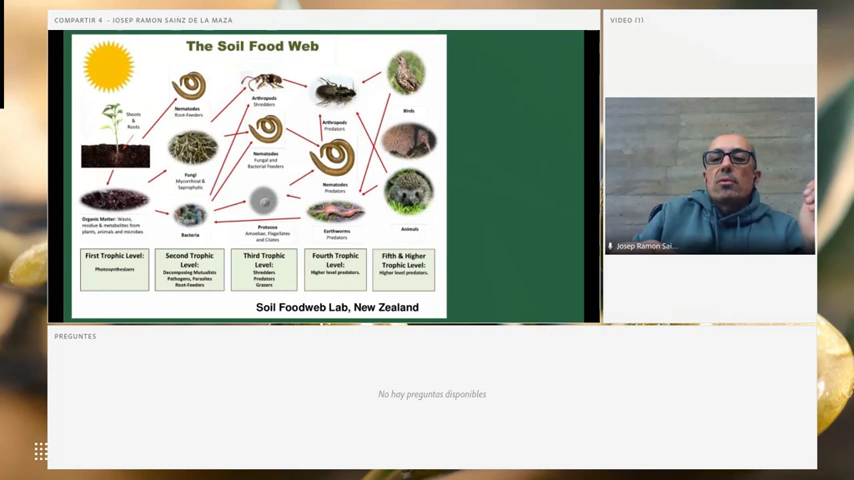 COMPARTIR 4 - JOSEP RAMON SAINZ DE LA MAZA
VIDEO (1)
The Soil Food Web
Shoots
&
Roots
Nematodes
Root-Feeders
Arthropods
Shredders
Arthropods
Predators
Birds
Fungi
Mycorrhizal &
Saprophytic
Nematodes
Fungal and
Bacterial-Feeders
Nematodes
Predators
Organic Matter: Waste,
residue & metabolites from
plants, animals and microbes
Bacteria
Protozoa
Amoebae, Flagellates
and Ciliates
Earthworms
Predators
Animals
First Trophic Level:
Photosynthesizers
Second Trophic
Level:
Decomposing Mutualists
Pathogens, Parasites
Root-Feeders
Third Trophic
Level:
Shredders
Predators
Grazers
Fourth Trophic
Level:
Higher level predators.
Fifth & Higher
Trophic Level:
Higher level predators.
Soil Foodweb Lab, New Zealand
Josep Ramon Sai...
PREGUNTES
No hay preguntas disponibles